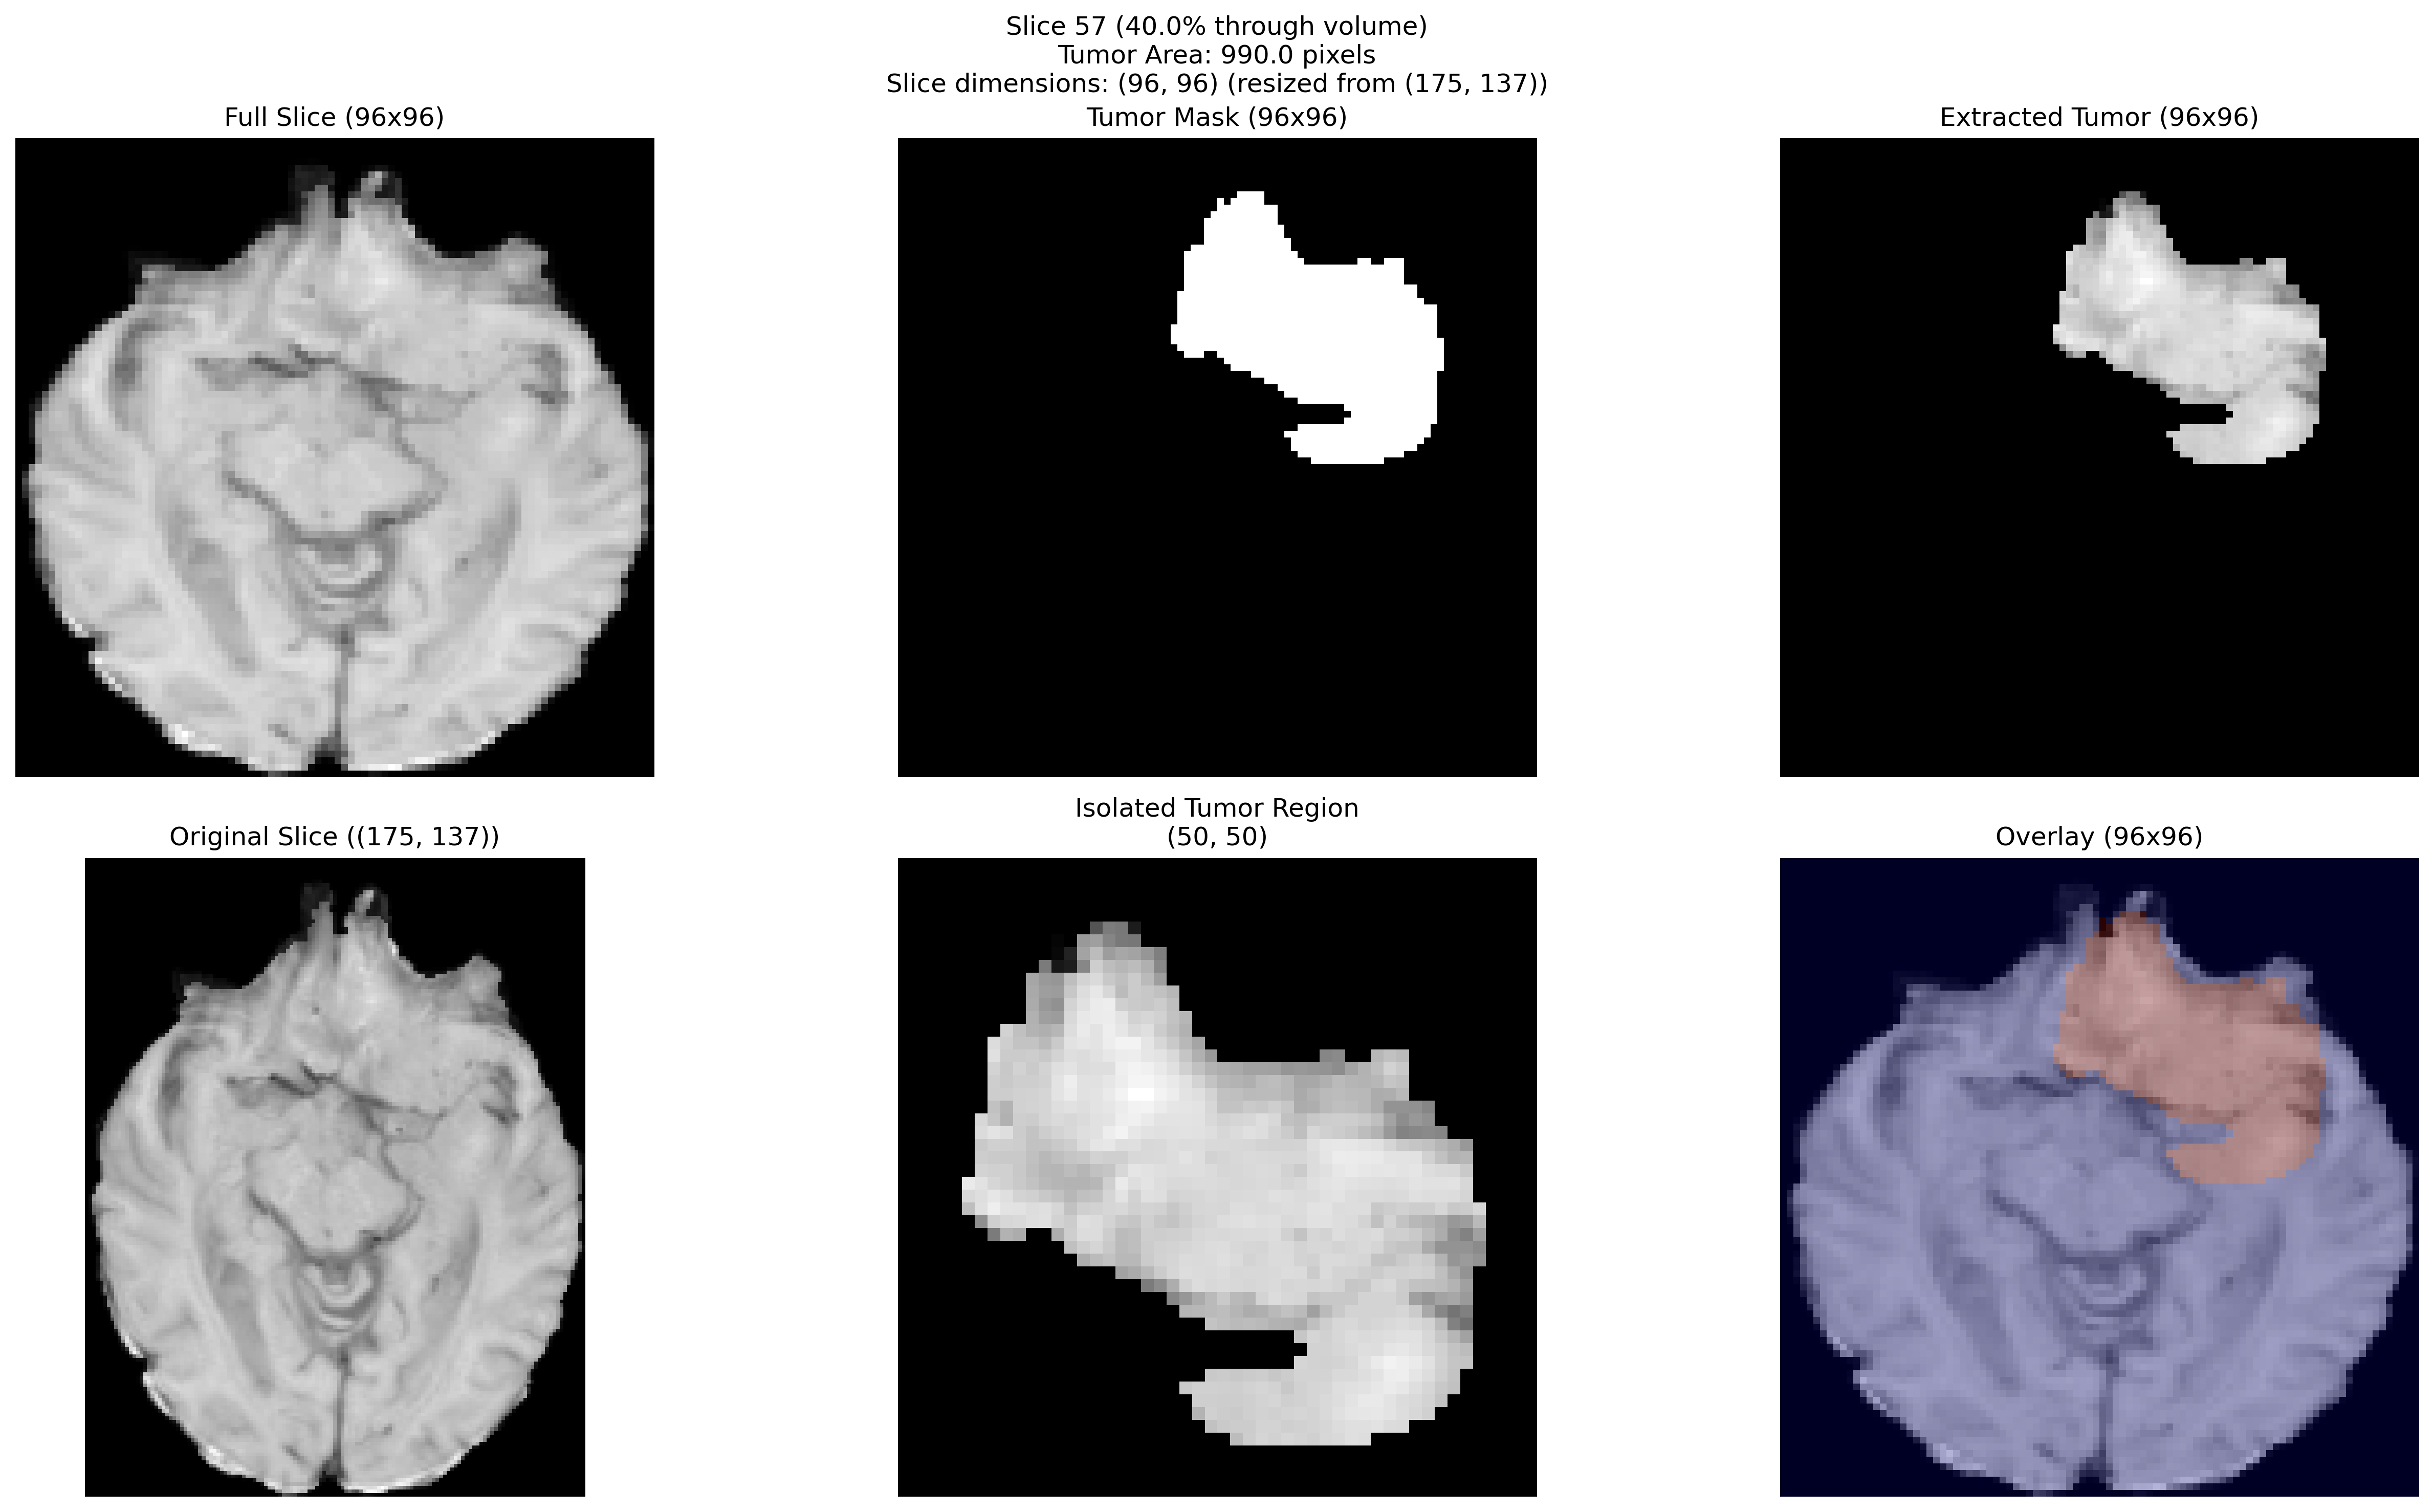 Slice 57 (40.0% through volume)
Tumor Area: 990.0 pixels
Slice dimensions: (96, 96) (resized from (175, 137))
Full Slice (96x96)
Tumor Mask (96x96)
Extracted Tumor (96x96)
Original Slice ((175, 137))
Isolated Tumor Region
(50, 50)
Overlay (96x96)